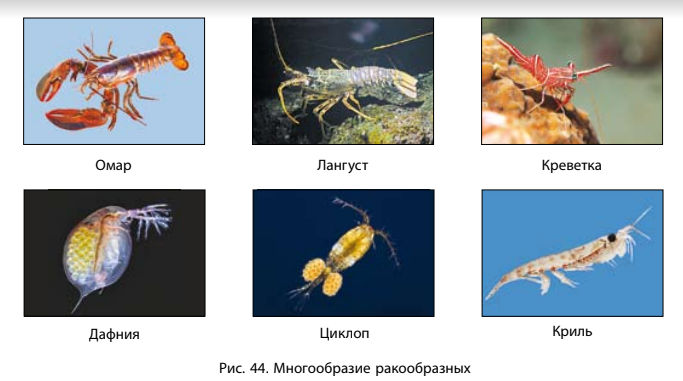 Омар
Лангуст
Креветка
Дафния
Циклоп
Криль
Рис. 44. Многообразие ракообразных